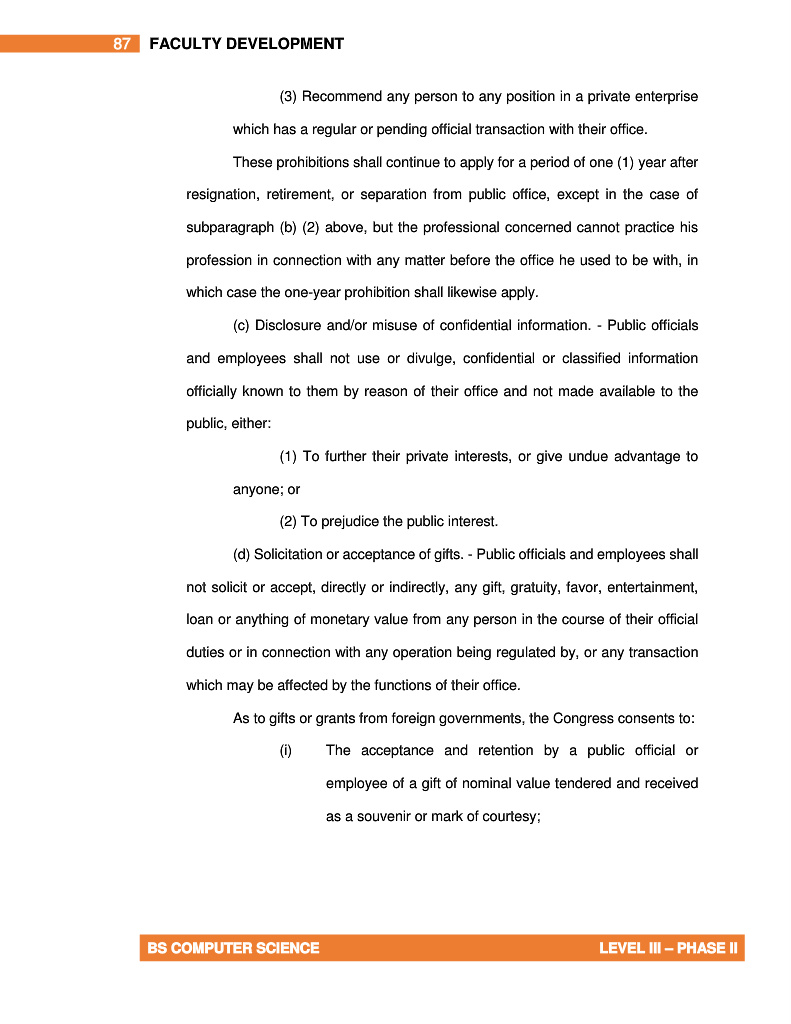 87 FACULTY DEVELOPMENT
(3) Recommend any person to any position in a private enterprise
which has a regular or pending official transaction with their office.
These prohibitions shall continue to apply for a period of one (1) year after
resignation, retirement, or separation from public office, except in the case of
subparagraph (b) (2) above, but the professional concerned cannot practice his
profession in connection with any matter before the office he used to be with, in
which case the one-year prohibition shall likewise apply.
(c) Disclosure and/or misuse of confidential information. - Public officials
and employees shall not use or divulge, confidential or classified information
officially known to them by reason of their office and not made available to the
public, either:
(1) To further their private interests, or give undue advantage to
anyone; or
(2) To prejudice the public interest.
(d) Solicitation or acceptance of gifts. - Public officials and employees shall
not solicit or accept, directly or indirectly, any gift, gratuity, favor, entertainment,
loan or anything of monetary value from any person in the course of their official
duties or in connection with any operation being regulated by, or any transaction
which may be affected by the functions of their office.
As to gifts or grants from foreign governments, the Congress consents to:
(i) The acceptance and retention by a public official or
employee of a gift of nominal value tendered and received
as a souvenir or mark of courtesy;
BS COMPUTER SCIENCE LEVEL III – PHASE II